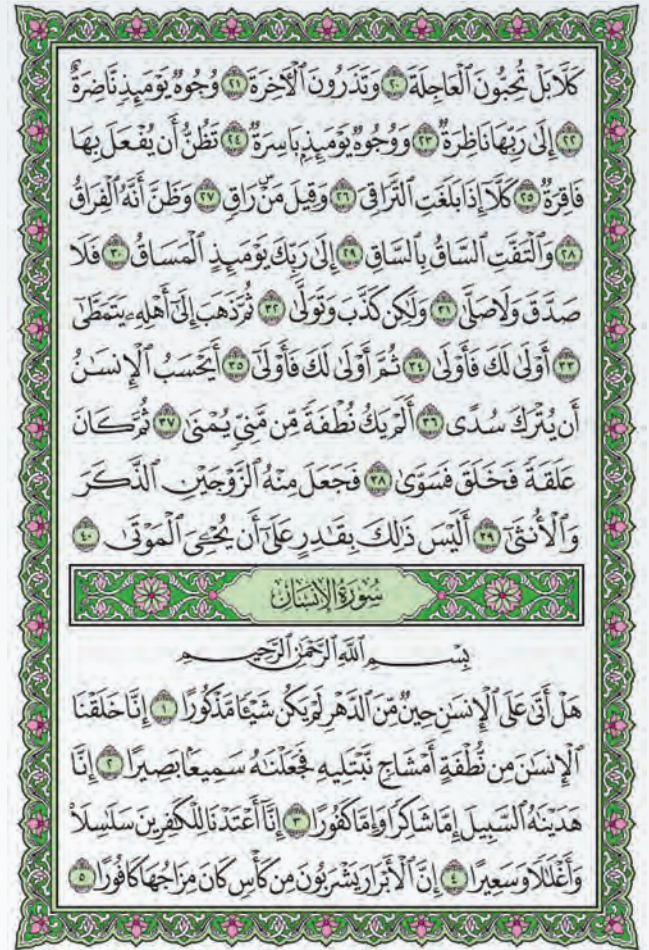 كَلَّا بَلْ تُحِبُّونَ ٱلْعَاجِلَةَ ٢٠ وَتَذَرُونَ ٱلْأَخِرَةَ ٢١ وُجُوهٌ يَوْمَئِذٍ نَّاضِرَةٌ
٢٢ إِلَىٰ رَبِّهَا نَاظِرَةٌ ٢٣ وَوُجُوهٌ يَوْمَئِذٍۭ بَاسِرَةٌ ٢٤ تَظُنُّ أَن يُفْعَلَ بِهَا
فَاقِرَةٌ ٢٥ كَلَّآ إِذَا بَلَغَتِ ٱلتَّرَاقِىَ ٢٦ وَقِيلَ مَنْۜ رَاقٍ ٢٧ وَظَنَّ أَنَّهُ ٱلْفِرَاقُ
٢٨ وَٱلْتَفَّتِ ٱلسَّاقُ بِٱلسَّاقِ ٢٩ إِلَىٰ رَبِّكَ يَوْمَئِذٍ ٱلْمَسَاقُ ٣٠ فَلَا
صَدَّقَ وَلَا صَلَّىٰ ٣١ وَلَٰكِن كَذَّبَ وَتَوَلَّىٰ ٣٢ ثُمَّ ذَهَبَ إِلَىٰٓ أَهْلِهِۦ يَتَمَطَّىٰٓ
٣٣ أَوْلَىٰ لَكَ فَأَوْلَىٰ ٣٤ ثُمَّ أَوْلَىٰ لَكَ فَأَوْلَىٰٓ ٣٥ أَيَحْسَبُ ٱلْإِنسَٰنُ
أَن يُتْرَكَ سُدًى ٣٦ أَلَمْ يَكُ نُطْفَةً مِّن مَّنِىٍّ يُمْنَىٰ ٣٧ ثُمَّ كَانَ
عَلَقَةً فَخَلَقَ فَسَوَّىٰ ٣٨ فَجَعَلَ مِنْهُ ٱلزَّوْجَيْنِ ٱلذَّكَرَ
وَٱلْأُنثَىٰٓ ٣٩ أَلَيْسَ ذَٰلِكَ بِقَٰدِرٍ عَلَىٰٓ أَن يُحْـِۧىَ ٱلْمَوْتَىٰ ٤٠
سُورَةُ الإِنسَانِ
بِسْمِ ٱللَّهِ ٱلرَّحْمَٰنِ ٱلرَّحِيمِ
هَلْ أَتَىٰ عَلَى ٱلْإِنسَٰنِ حِينٌ مِّنَ ٱلدَّهْرِ لَمْ يَكُن شَيْـًٔا مَّذْكُورًا ١ إِنَّا خَلَقْنَا
ٱلْإِنسَٰنَ مِن نُّطْفَةٍ أَمْشَاجٍ نَّبْتَلِيهِ فَجَعَلْنَٰهُ سَمِيعًۢا بَصِيرًا ٢ إِنَّا
هَدَيْنَٰهُ ٱلسَّبِيلَ إِمَّا شَاكِرًا وَإِمَّا كَفُورًا ٣ إِنَّآ أَعْتَدْنَا لِلْكَٰفِرِينَ سَلَٰسِلَا۟
وَأَغْلَٰلًا وَسَعِيرًا ٤ إِنَّ ٱلْأَبْرَارَ يَشْرَبُونَ مِن كَأْسٍ كَانَ مِزَاجُهَا كَافُورًا ٥